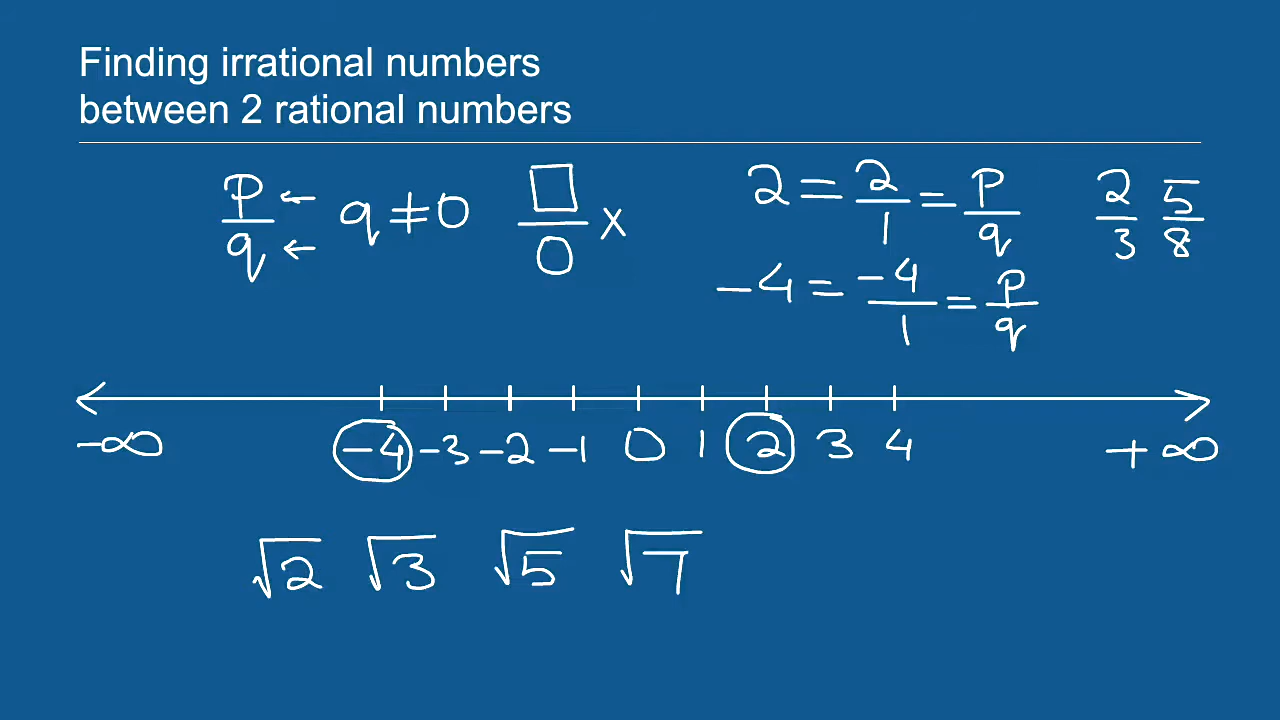 Finding irrational numbers
between 2 rational numbers
p/q ← ← q≠0 □/0 x
2 = 2/1 = p/q 2/3 5/8
-4 = -4/1 = p/q
-∞ -4 -3 -2 -1 0 1 2 3 4 +∞
√2 √3 √5 √7